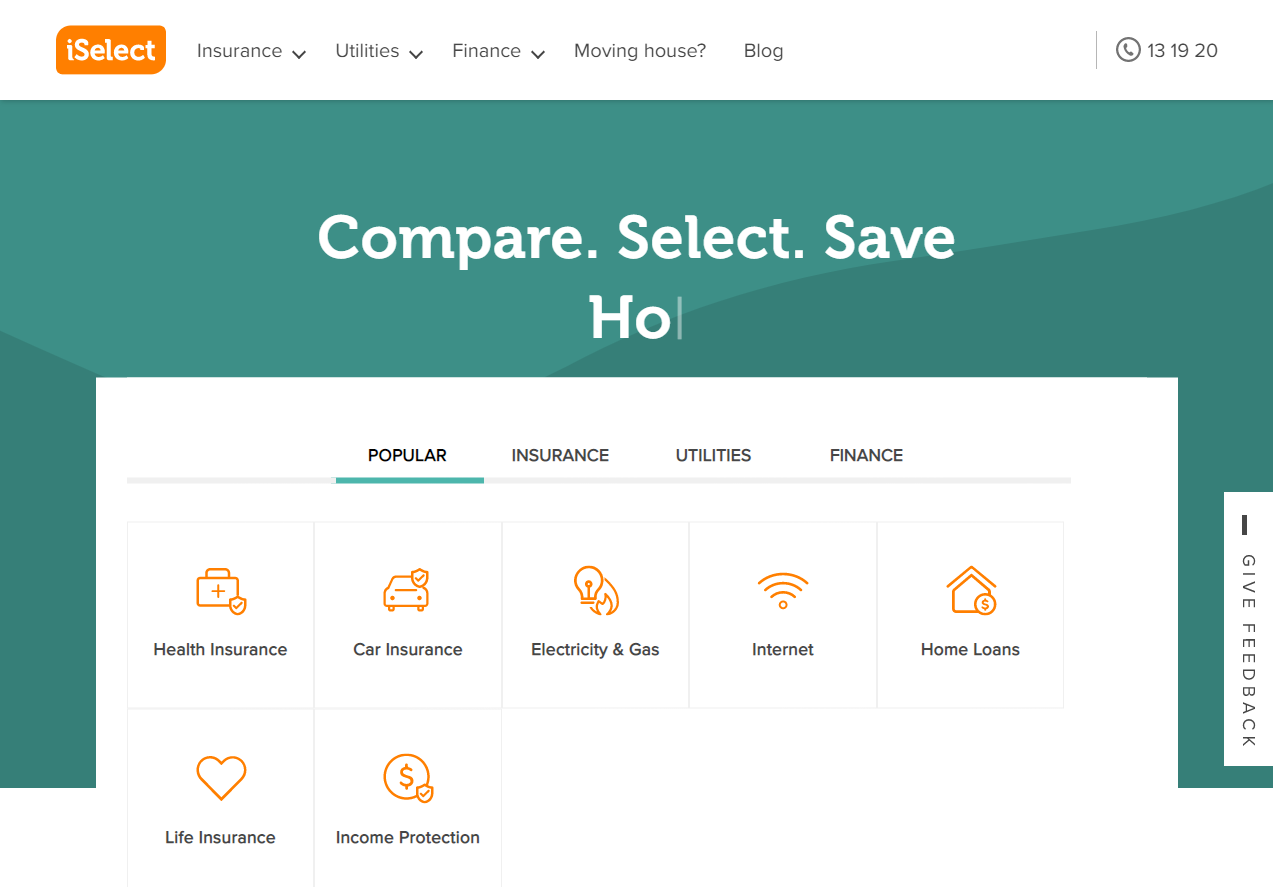 iSelect Insurance Utilities Finance Moving house? Blog 13 19 20
Compare. Select. Save
Ho
POPULAR INSURANCE UTILITIES FINANCE
Health Insurance Car Insurance Electricity & Gas Internet Home Loans
Life Insurance Income Protection
GIVE FEEDBACK